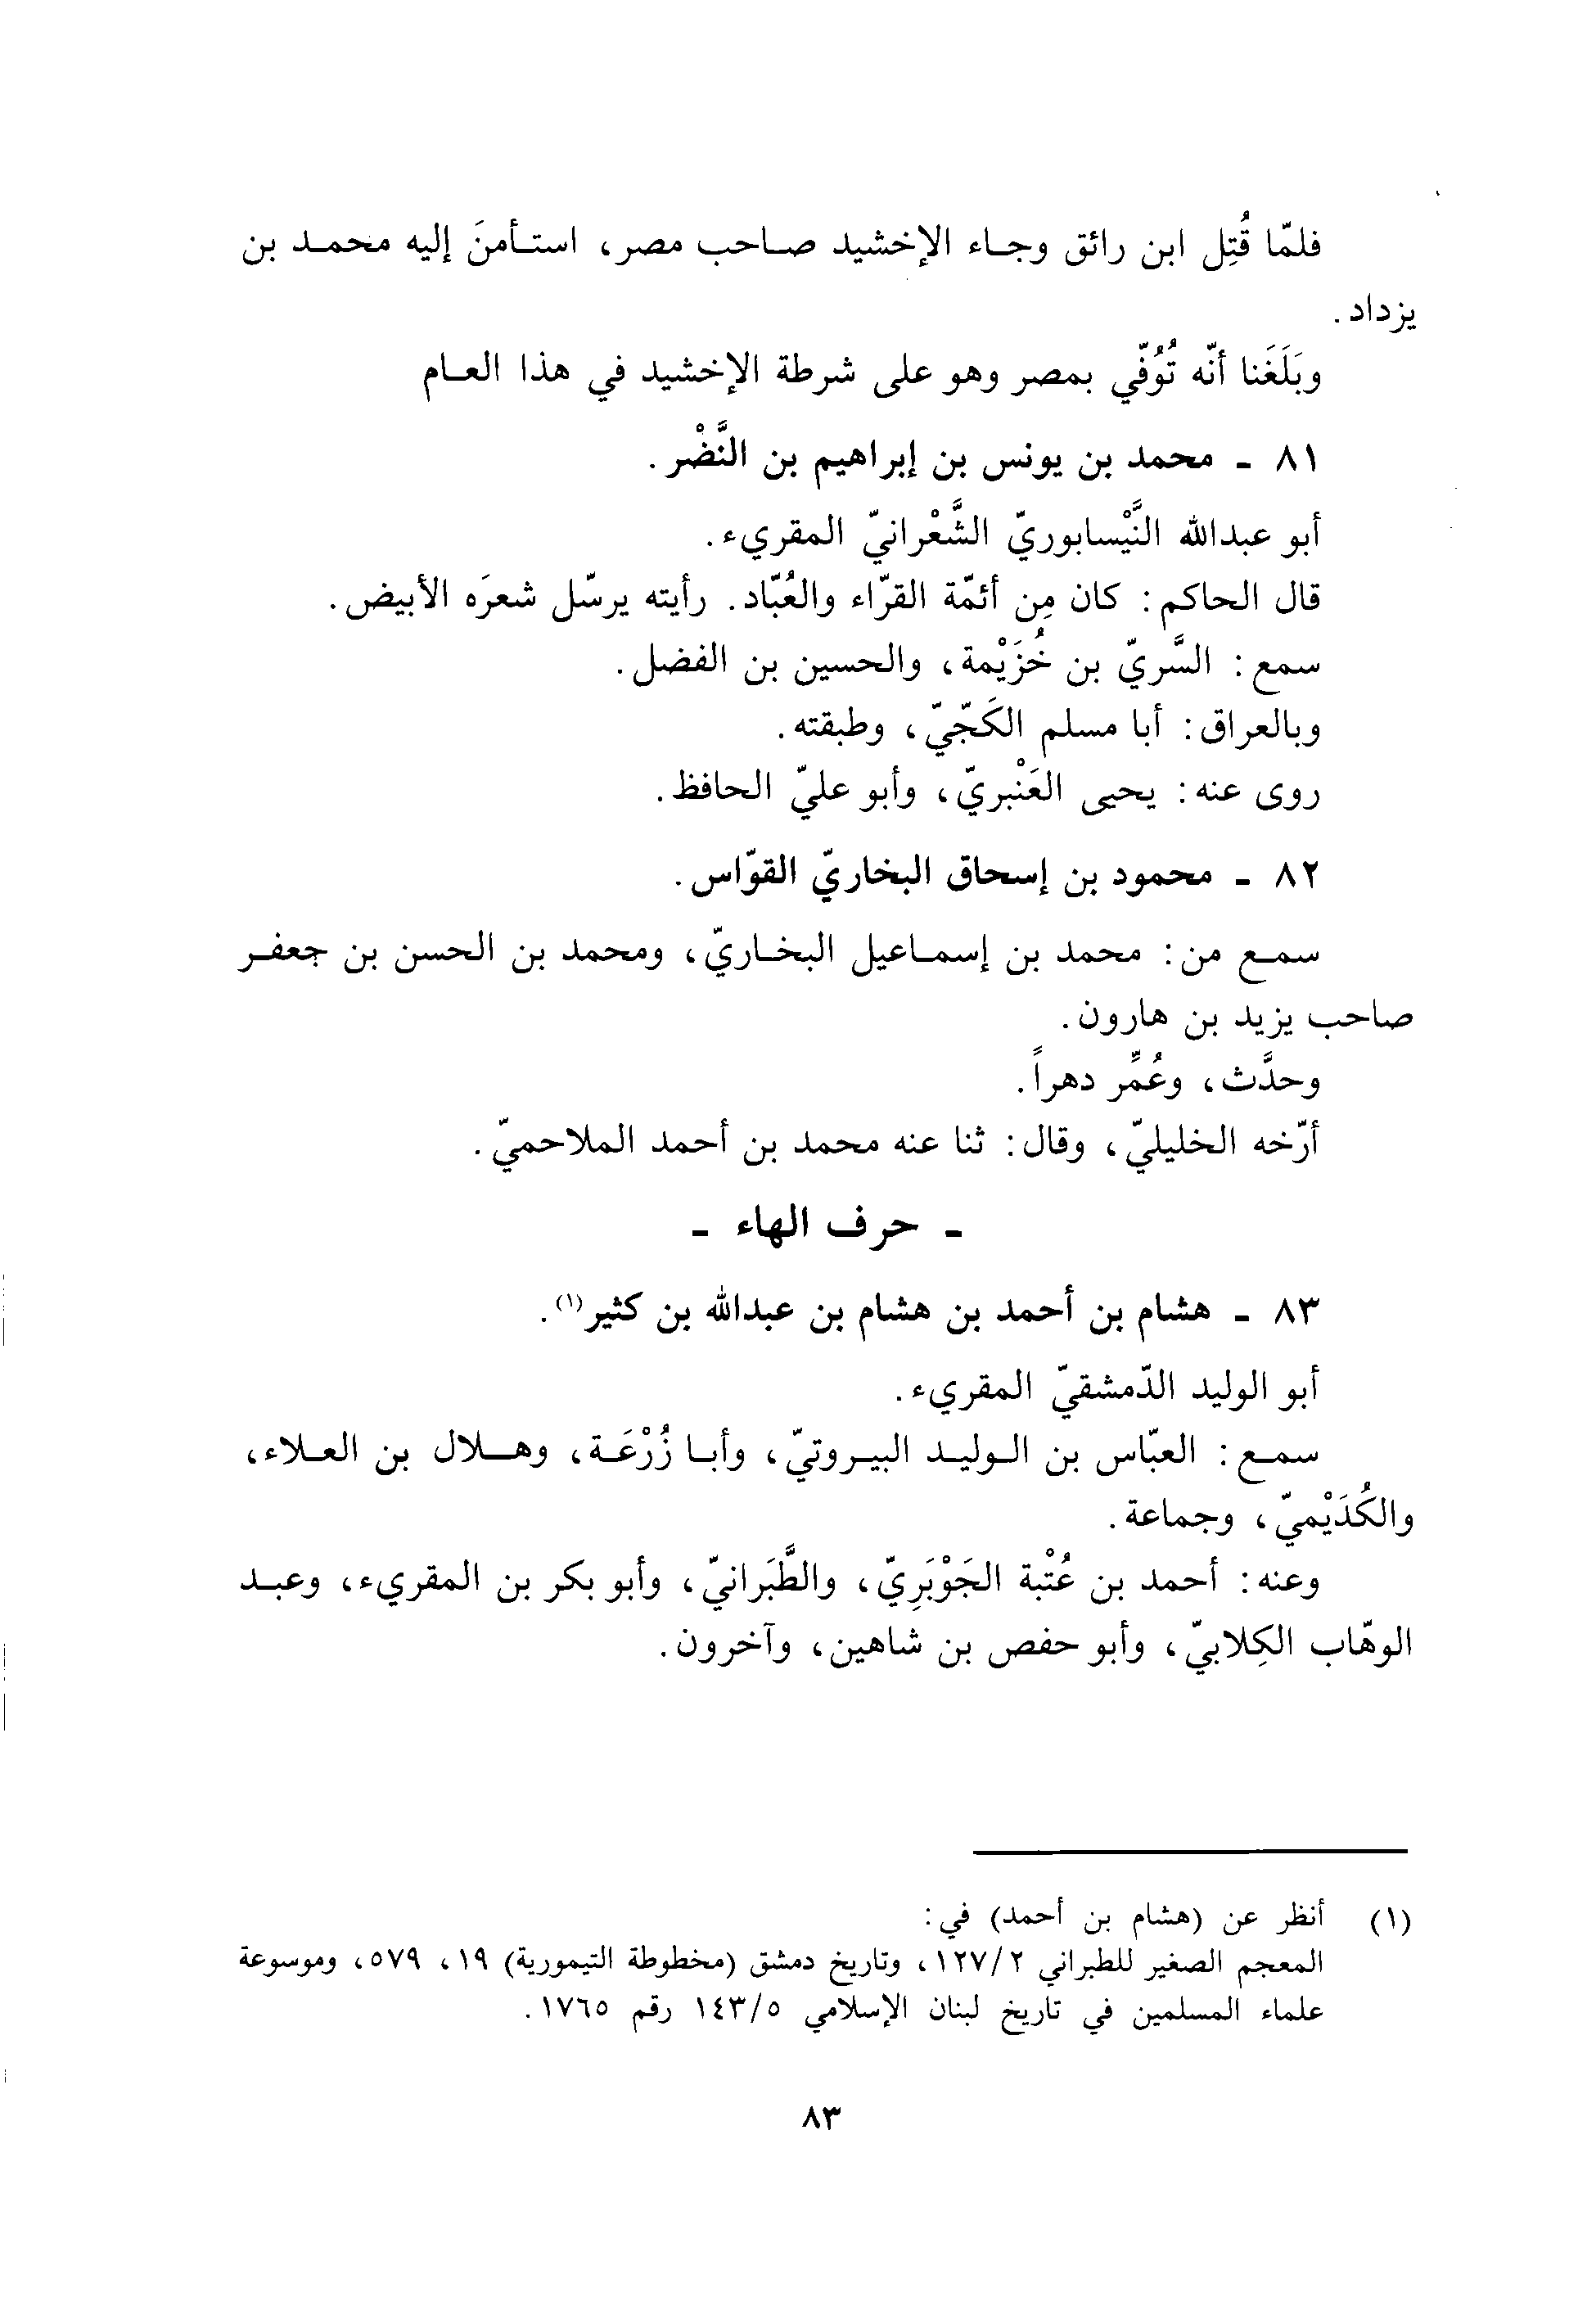 فلمّا قُتِل ابن رائق وجاء الإخشيد صاحب مصر، استأمنَ إليه محمد بن
يزداد.
وبَلَغَنا أنّه تُوُفّي بمصر وهو على شرطة الإخشيد في هذا العام
٨١ - محمد بن يونس بن إبراهيم بن النَّضْر.
أبو عبدالله النَّيْسابوريّ الشَّعْرانيّ المقريء.
قال الحاكم: كان مِن أئمّة القرّاء والعُبّاد. رأيته يرسّل شعرَه الأبيض.
سمع: السَّريّ بن خُزَيْمة، والحسين بن الفضل.
وبالعراق: أبا مسلم الكَجّيّ، وطبقته.
روى عنه: يحيى العَنْبريّ، وأبو عليّ الحافظ.
٨٢ - محمود بن إسحاق البخاريّ القوّاس.
سمع من: محمد بن إسماعيل البخاريّ، ومحمد بن الحسن بن جعفر
صاحب يزيد بن هارون.
وحدَّث، وعُمِّر دهراً.
أرّخه الخليليّ، وقال: ثنا عنه محمد بن أحمد الملاحميّ.
- حرف الهاء -
٨٣ - هشام بن أحمد بن هشام بن عبدالله بن كثير(١).
أبو الوليد الدّمشقيّ المقريء.
سمع: العبّاس بن الوليد البيروتيّ، وأبا زُرْعَة، وهلال بن العلاء،
والكُدَيْميّ، وجماعة.
وعنه: أحمد بن عُتْبة الجَوْبَرِيّ، والطَّبَرانيّ، وأبو بكر بن المقريء، وعبد
الوهّاب الكِلابيّ، وأبو حفص بن شاهين، وآخرون.
(١) أنظر عن (هشام بن أحمد) في:
المعجم الصغير للطبراني ١٢٧/٢، وتاريخ دمشق (مخطوطة التيمورية) ١٩، ٥٧٩، وموسوعة
علماء المسلمين في تاريخ لبنان الإسلامي ١٤٣/٥ رقم ١٧٦٥.
٨٣